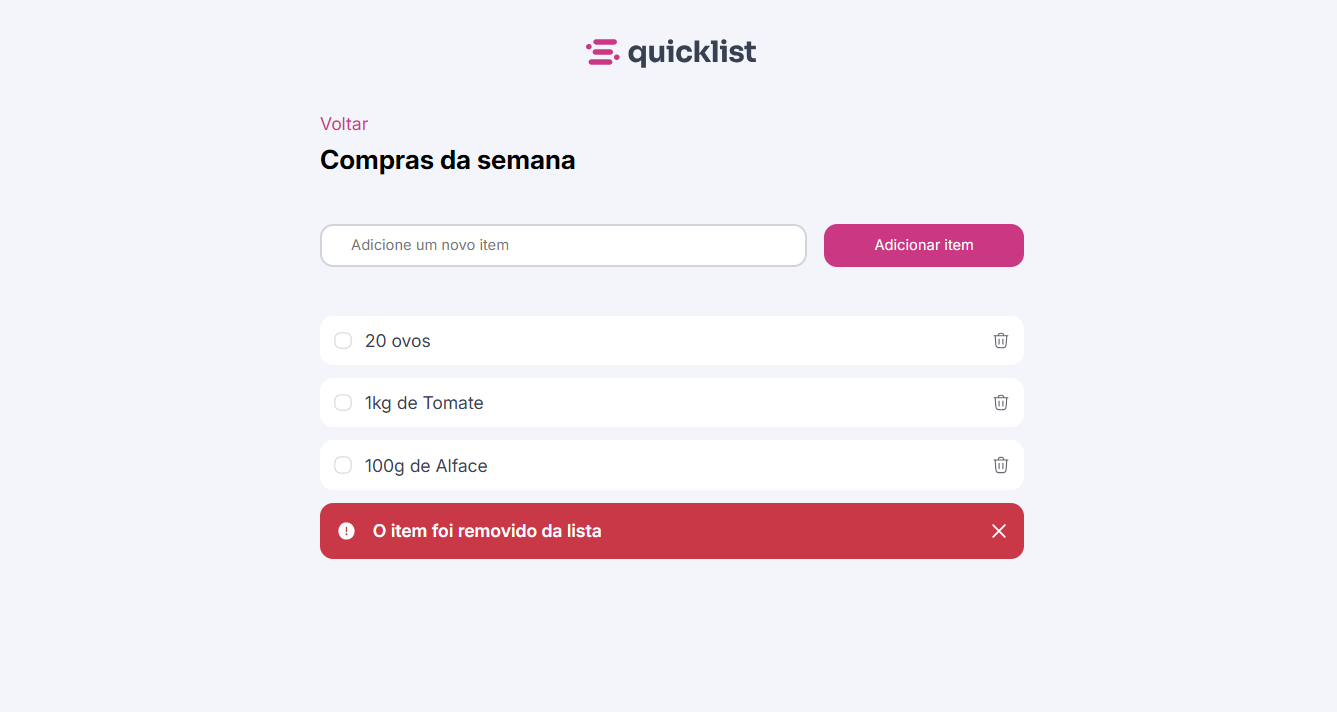 quicklist
Voltar
Compras da semana
Adicione um novo item
Adicionar item
20 ovos
1kg de Tomate
100g de Alface
O item foi removido da lista